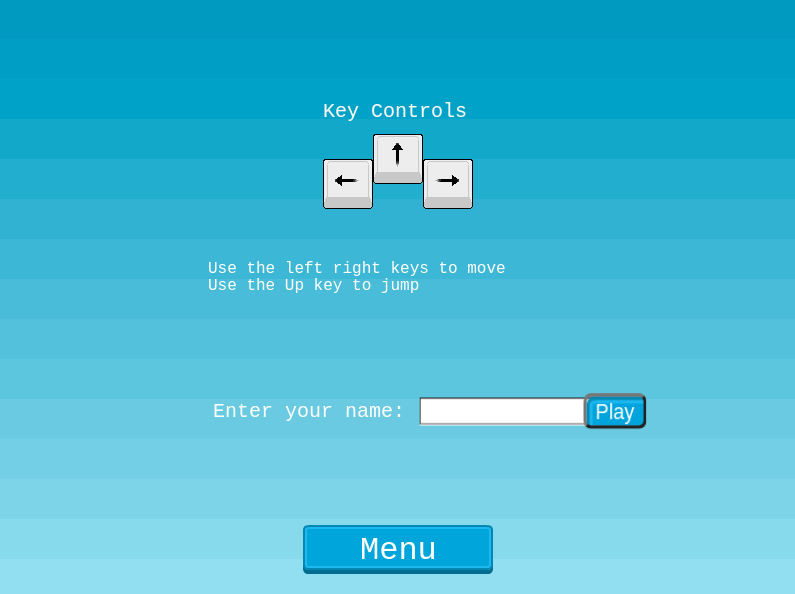 Key Controls
Use the left right keys to move
Use the Up key to jump
Enter your name: Play
Menu